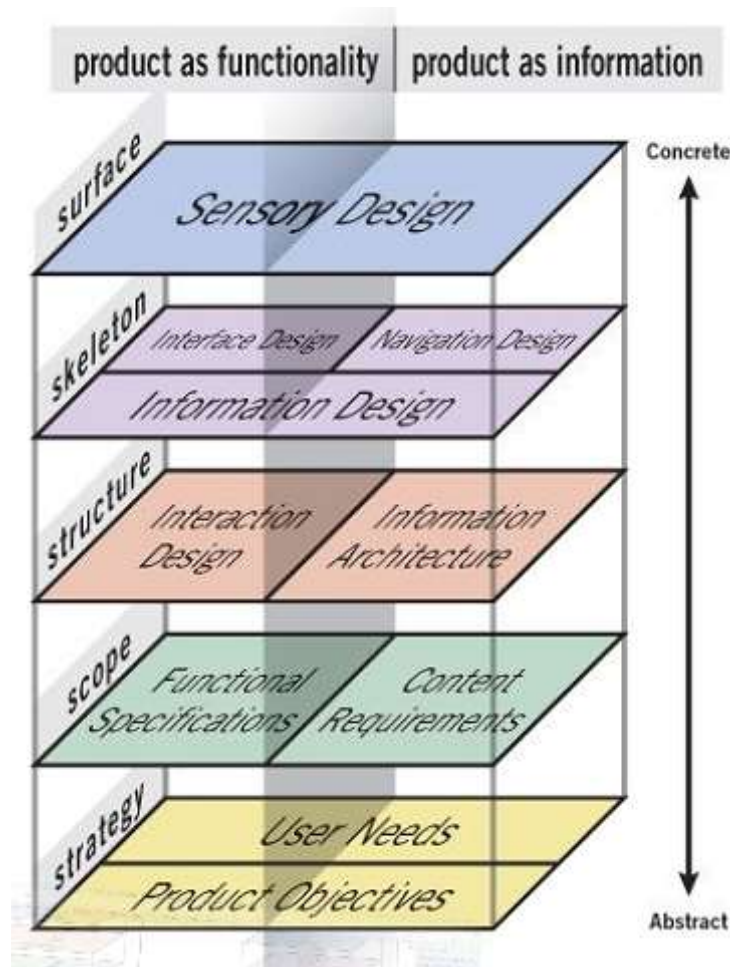 product as functionality
product as information
Concrete
surface
Sensory Design
skeleton
Interface Design
Navigation Design
Information Design
structure
Interaction
Design
Information
Architecture
scope
Functional
Specifications
Content
Requirements
strategy
User Needs
Product Objectives
Abstract